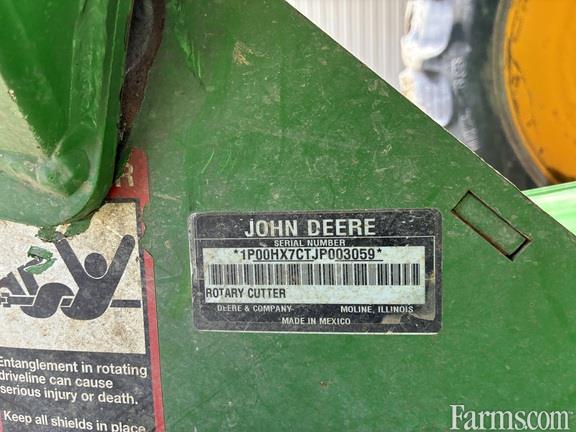 R
JOHN DEERE
SERIAL NUMBER
*1P00HX7CTJP003059*
ROTARY CUTTER
DEERE & COMPANY MOLINE, ILLINOIS
MADE IN MEXICO
Entanglement in rotating
driveline can cause
serious injury or death.
Keep all shields in place
Farms.com®